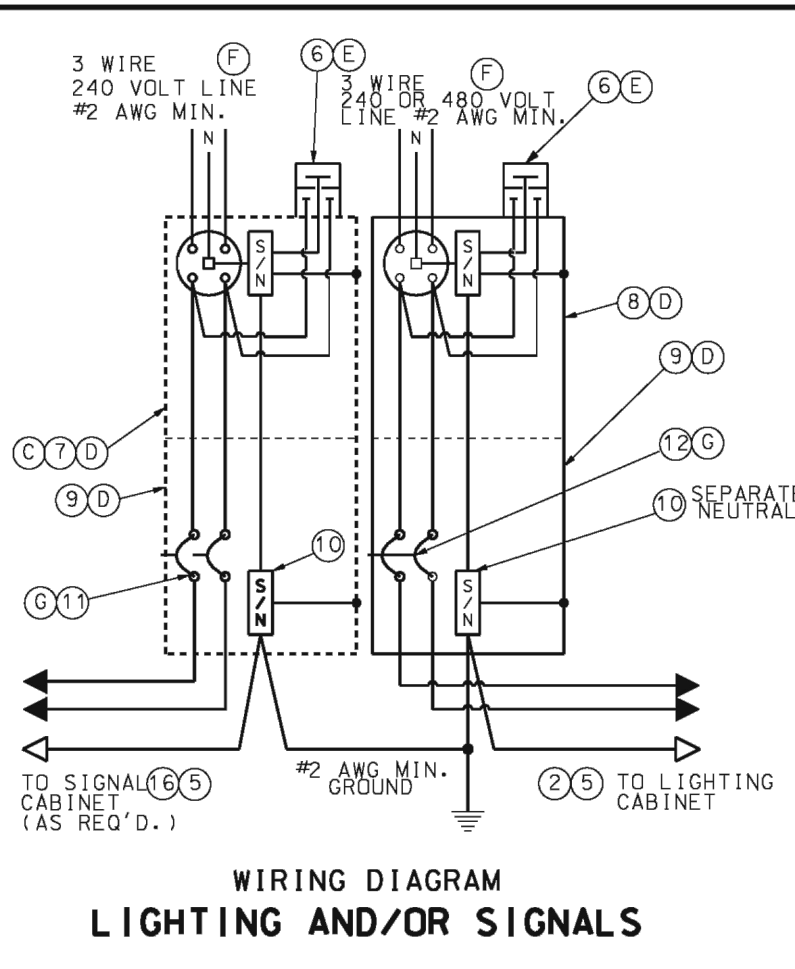 3 WIRE
240 VOLT LINE
#2 AWG MIN.
F
6 E
3 WIRE
240 OR 480 VOLT
LINE #2 AWG MIN.
F
6 E
N
N
S/N
S/N
8 D
9 D
C 7 D
12 G
9 D
10 SEPARATE
NEUTRAL
10
G 11
S/N
S/N
TO SIGNAL 16 5
CABINET
(AS REQ'D.)
#2 AWG MIN.
GROUND
2 5 TO LIGHTING
CABINET
WIRING DIAGRAM
LIGHTING AND/OR SIGNALS